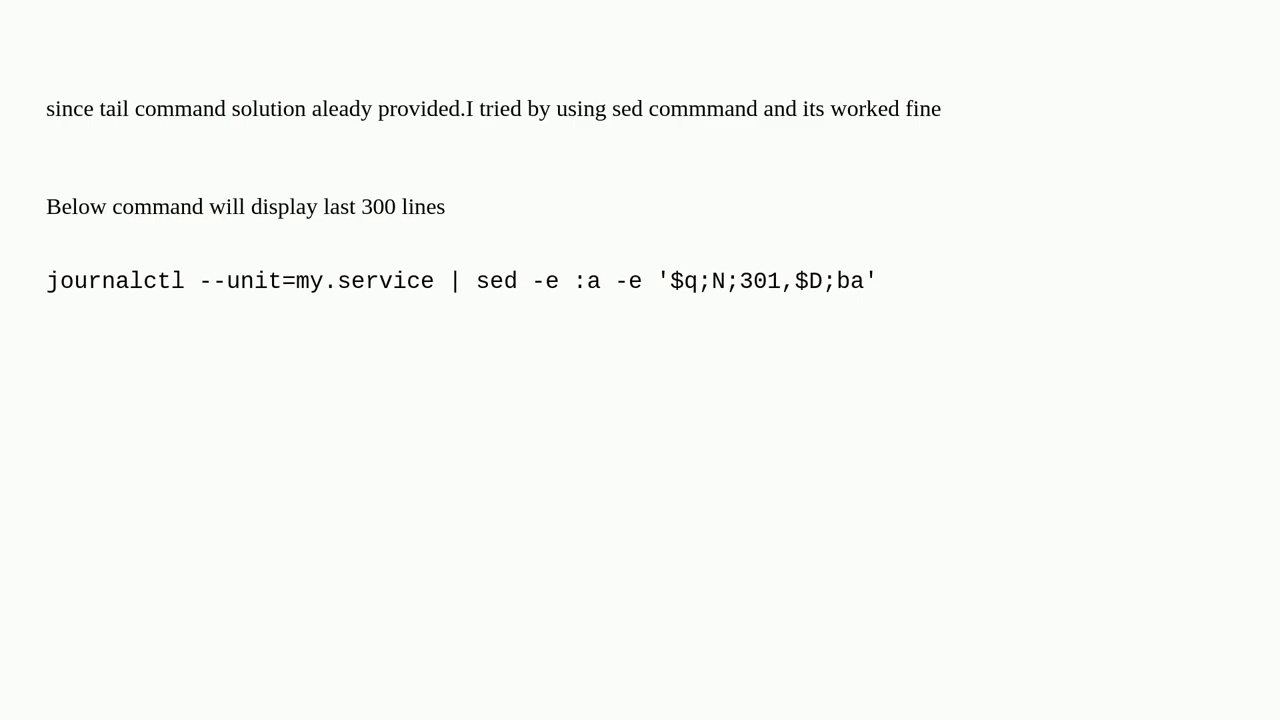 since tail command solution aleady provided.I tried by using sed commmand and its worked fine
Below command will display last 300 lines
journalctl --unit=my.service | sed -e :a -e '$q;N;301,$D;ba'